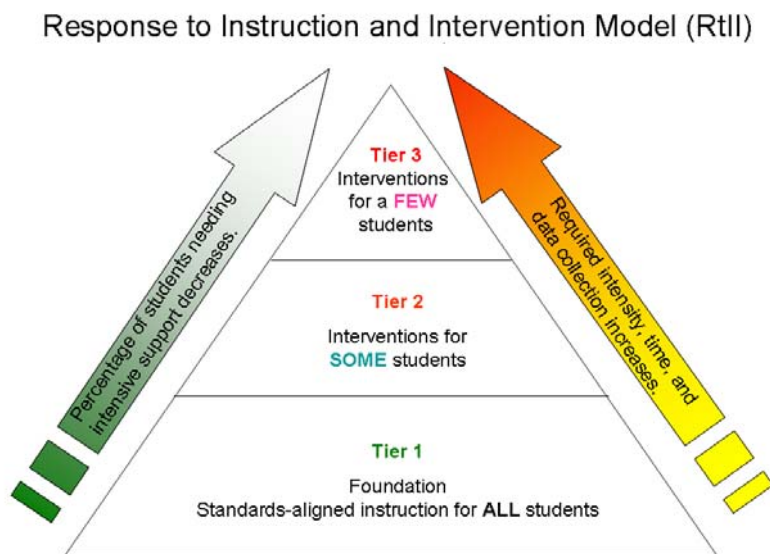 Response to Instruction and Intervention Model (RtII)
Percentage of students needing
intensive support decreases.
Tier 3
Interventions
for a FEW
students
Tier 2
Interventions for
SOME students
Tier 1
Foundation
Standards-aligned instruction for ALL students
Required intensity, time, and
data collection increases.